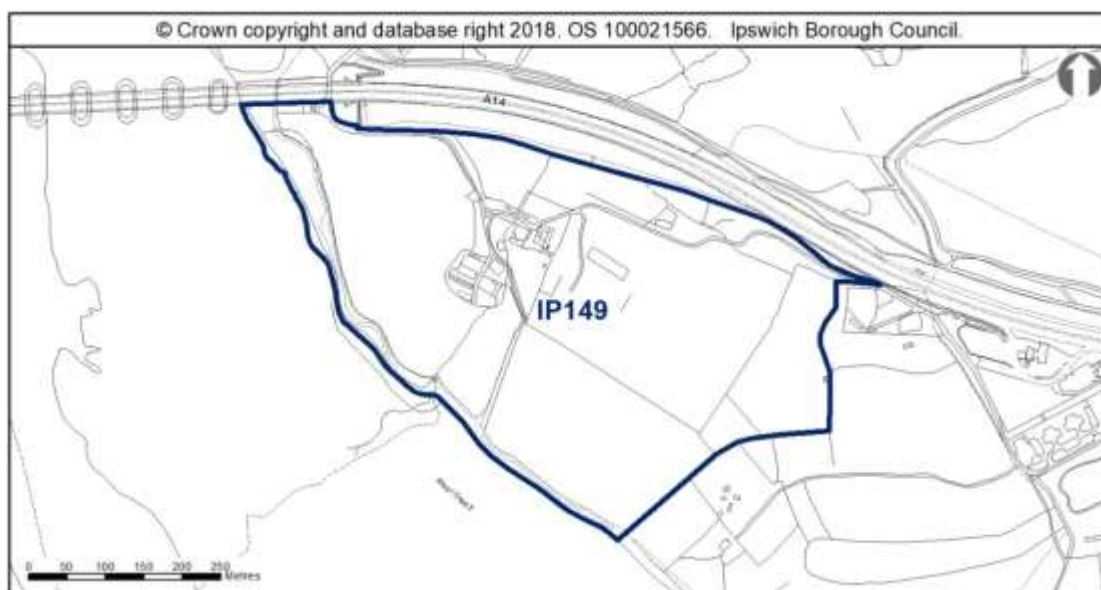 © Crown copyright and database right 2018. OS 100021566. Ipswich Borough Council.
A14
IP149
0 50 100 150 200 250
Metres